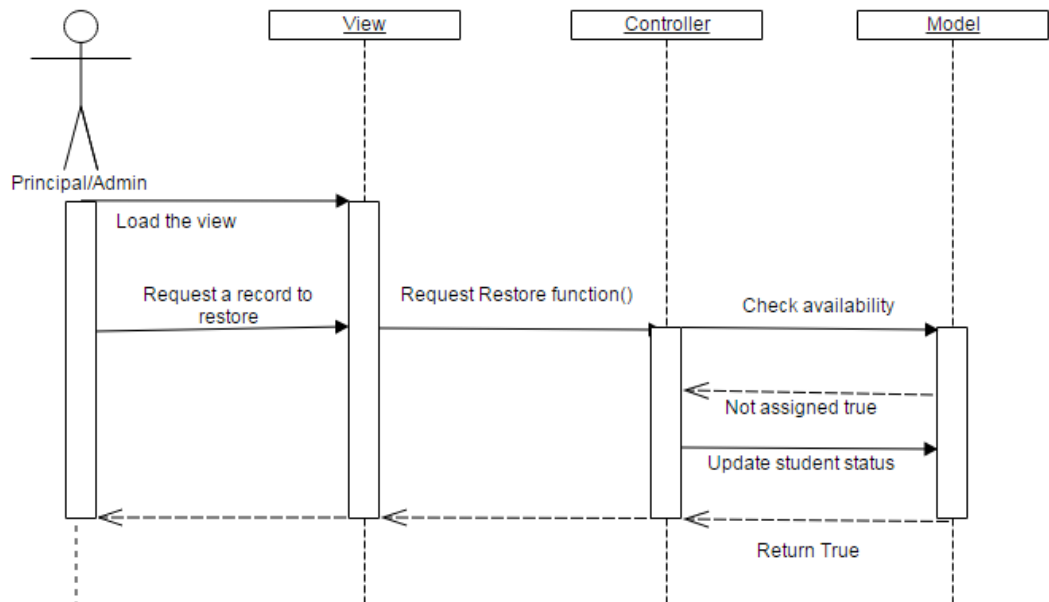 View
Controller
Model
Principal/Admin
Load the view
Request a record to
restore
Request Restore function()
Check availability
Not assigned true
Update student status
Return True